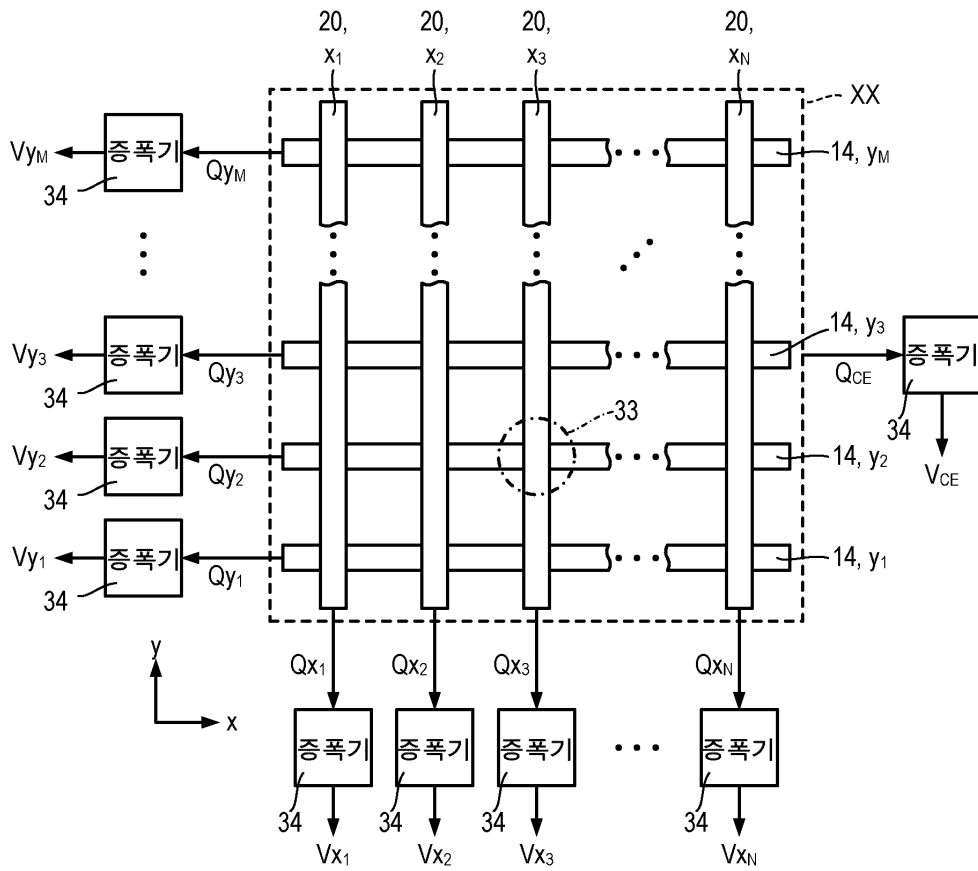 20, 20, 20, 20,
x1 x2 x3 xN
XX
VyM 증폭기 QyM 14, yM
34
Vy3 증폭기 Qy3 14, y3 QCE 증폭기
34 34
33
Vy2 증폭기 Qy2 14, y2 VCE
34
Vy1 증폭기 Qy1 14, y1
34
y
x
Qx1 Qx2 Qx3 QxN
증폭기 증폭기 증폭기 증폭기
34 34 34 34
Vx1 Vx2 Vx3 VxN